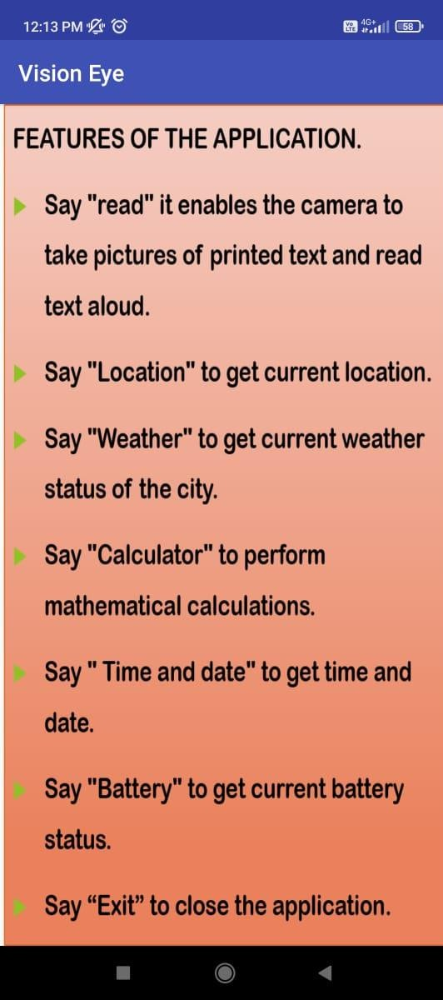 12:13 PM
Vo LTE 4G+ 58
Vision Eye
FEATURES OF THE APPLICATION.
Say "read" it enables the camera to
take pictures of printed text and read
text aloud.
Say "Location" to get current location.
Say "Weather" to get current weather
status of the city.
Say "Calculator" to perform
mathematical calculations.
Say " Time and date" to get time and
date.
Say "Battery" to get current battery
status.
Say “Exit” to close the application.